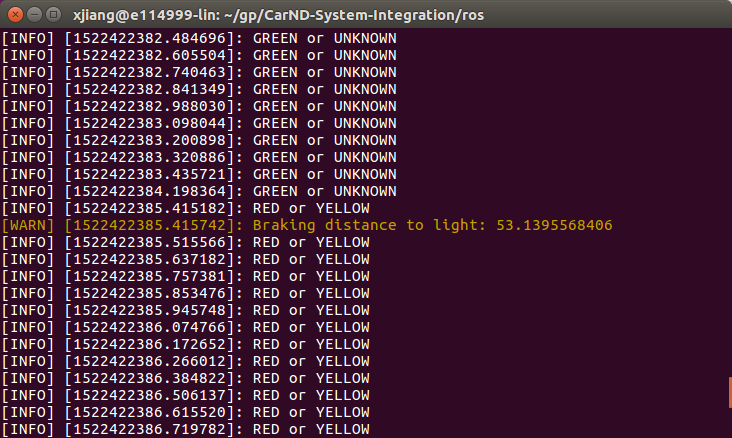 xjiang@e114999-lin: ~/gp/CarND-System-Integration/ros
[INFO] [1522422382.484696]: GREEN or UNKNOWN
[INFO] [1522422382.605504]: GREEN or UNKNOWN
[INFO] [1522422382.740463]: GREEN or UNKNOWN
[INFO] [1522422382.841349]: GREEN or UNKNOWN
[INFO] [1522422382.988030]: GREEN or UNKNOWN
[INFO] [1522422383.098044]: GREEN or UNKNOWN
[INFO] [1522422383.200898]: GREEN or UNKNOWN
[INFO] [1522422383.320886]: GREEN or UNKNOWN
[INFO] [1522422383.435721]: GREEN or UNKNOWN
[INFO] [1522422384.198364]: GREEN or UNKNOWN
[INFO] [1522422385.415182]: RED or YELLOW
[WARN] [1522422385.415742]: Braking distance to light: 53.1395568406
[INFO] [1522422385.515566]: RED or YELLOW
[INFO] [1522422385.637182]: RED or YELLOW
[INFO] [1522422385.757381]: RED or YELLOW
[INFO] [1522422385.853476]: RED or YELLOW
[INFO] [1522422385.945748]: RED or YELLOW
[INFO] [1522422386.074766]: RED or YELLOW
[INFO] [1522422386.172652]: RED or YELLOW
[INFO] [1522422386.266012]: RED or YELLOW
[INFO] [1522422386.384822]: RED or YELLOW
[INFO] [1522422386.506137]: RED or YELLOW
[INFO] [1522422386.615520]: RED or YELLOW
[INFO] [1522422386.719782]: RED or YELLOW